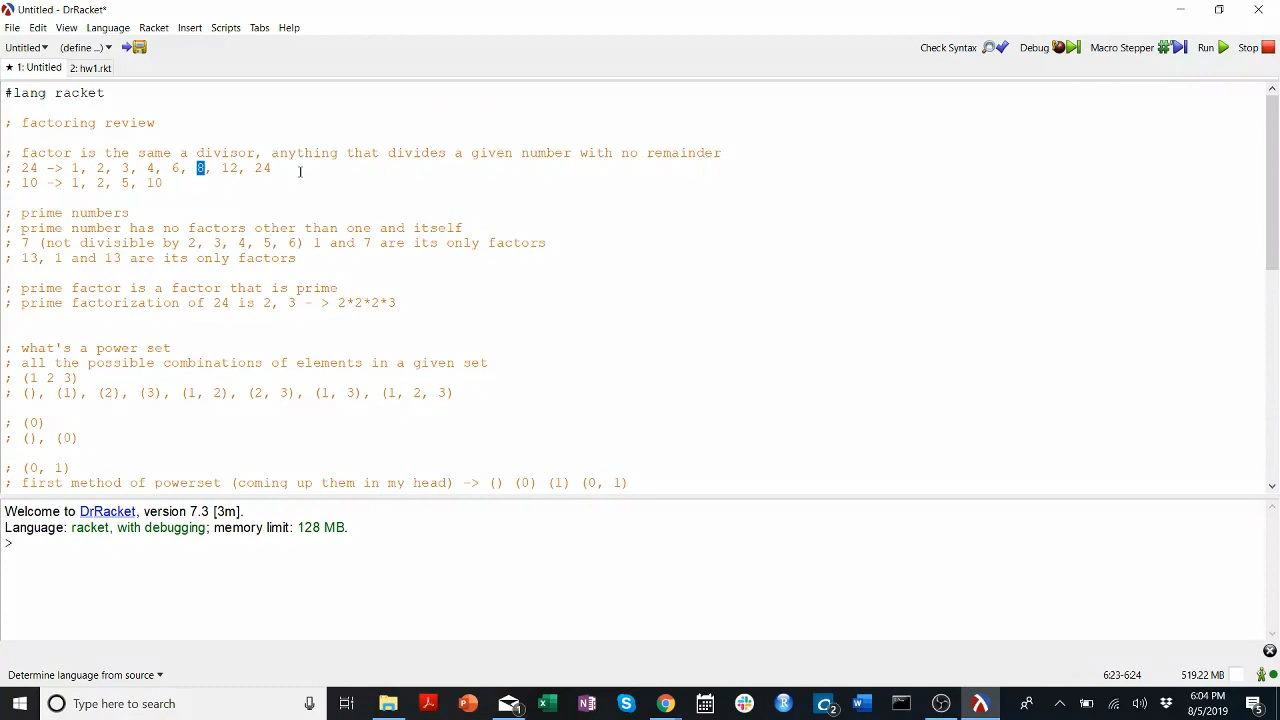 Untitled - DrRacket*
File Edit View Language Racket Insert Scripts Tabs Help
Untitled▾ (define ...)▾ Check Syntax Debug Macro Stepper Run Stop
★ 1: Untitled 2: hw1.rkt
#lang racket
; factoring review
; factor is the same a divisor, anything that divides a given number with no remainder
; 24 -> 1, 2, 3, 4, 6, 8, 12, 24
; 10 -> 1, 2, 5, 10
; prime numbers
; prime number has no factors other than one and itself
; 7 (not divisible by 2, 3, 4, 5, 6) 1 and 7 are its only factors
; 13, 1 and 13 are its only factors
; prime factor is a factor that is prime
; prime factorization of 24 is 2, 3 - > 2*2*2*3
; what's a power set
; all the possible combinations of elements in a given set
; (1 2 3)
; (), (1), (2), (3), (1, 2), (2, 3), (1, 3), (1, 2, 3)
; (0)
; (), (0)
; (0, 1)
; first method of powerset (coming up them in my head) -> () (0) (1) (0, 1)
Welcome to DrRacket, version 7.3 [3m].
Language: racket, with debugging; memory limit: 128 MB.
>
Determine language from source▾ 623-624 519.22 MB
Type here to search 6:04 PM
8/5/2019